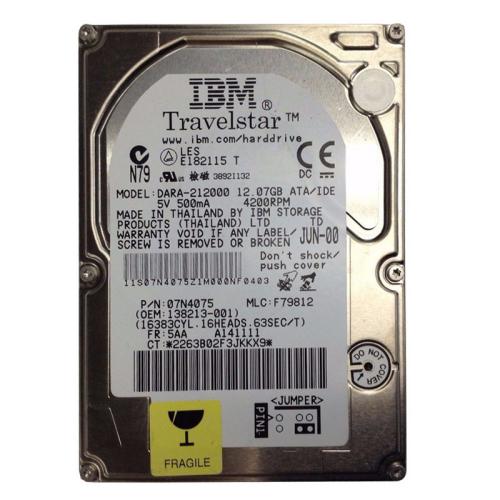 IBM®
Travelstar™
www.ibm.com/harddrive
LES
E182115 T
N79
38921132
CE
DC
MODEL:DARA-212000 12.07GB ATA/IDE
5V 500mA 4200RPM
MADE IN THAILAND BY IBM STORAGE
PRODUCTS (THAILAND) LTD TD
WARRANTY VOID IF ANY LABEL/
SCREW IS REMOVED OR BROKEN
JUN-00
Don't shock/
push cover
11S07N4075Z1M000NF0403
P/N:07N4075 MLC:F79812
(OEM:138213-001)
(16383CYL.16HEADS.63SEC/T)
FR:5AA A141111
CT:*2263B02F3JKKX9*
DO NOT COVER
<JUMPER>
PIN1
FRAGILE